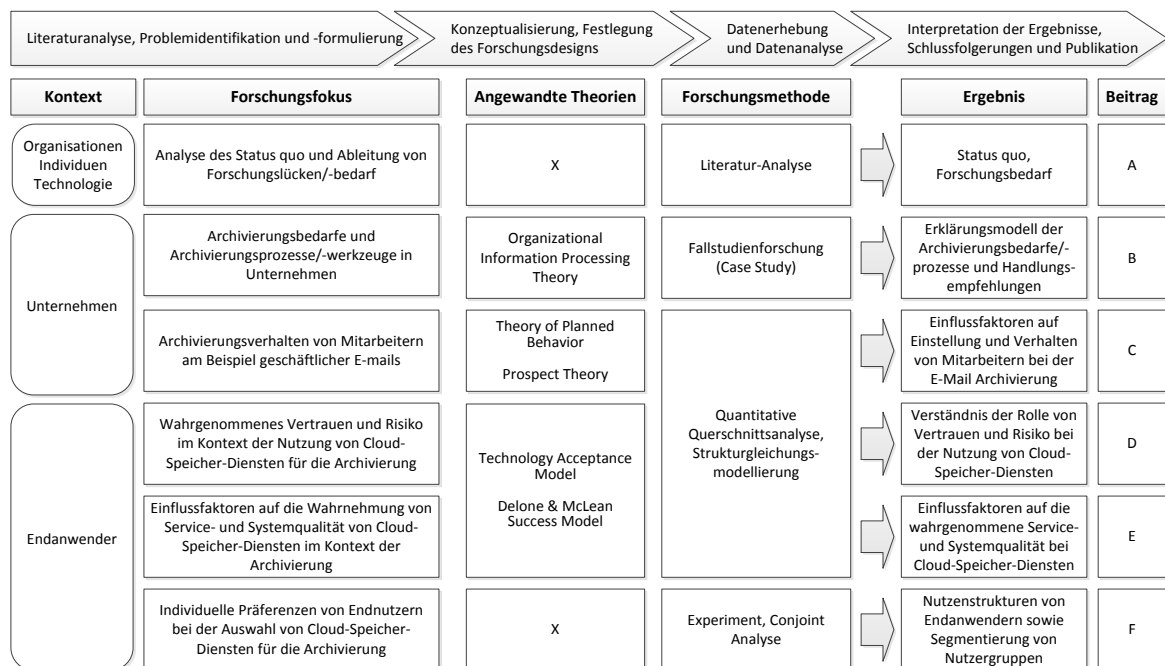 Literaturanalyse, Problemidentifikation und -formulierung
Konzeptualisierung, Festlegung
des Forschungsdesigns
Datenerhebung
und Datenanalyse
Interpretation der Ergebnisse,
Schlussfolgerungen und Publikation
Kontext
Forschungsfokus
Angewandte Theorien
Forschungsmethode
Ergebnis
Beitrag
Organisationen
Individuen
Technologie
Analyse des Status quo und Ableitung von
Forschungslücken/-bedarf
X
Literatur-Analyse
Status quo,
Forschungsbedarf
A
Unternehmen
Archivierungsbedarfe und
Archivierungsprozesse/-werkzeuge in
Unternehmen
Organizational
Information Processing
Theory
Fallstudienforschung
(Case Study)
Erklärungsmodell der
Archivierungsbedarfe/-
prozesse und Handlungs-
empfehlungen
B
Archivierungsverhalten von Mitarbeitern
am Beispiel geschäftlicher E-mails
Theory of Planned
Behavior
Prospect Theory
Quantitative
Querschnittsanalyse,
Strukturgleichungs-
modellierung
Einflussfaktoren auf
Einstellung und Verhalten
von Mitarbeitern bei der
E-Mail Archivierung
C
Endanwender
Wahrgenommenes Vertrauen und Risiko
im Kontext der Nutzung von Cloud-
Speicher-Diensten für die Archivierung
Technology Acceptance
Model
Delone & McLean
Success Model
Verständnis der Rolle von
Vertrauen und Risiko bei
der Nutzung von Cloud-
Speicher-Diensten
D
Einflussfaktoren auf die Wahrnehmung von
Service- und Systemqualität von Cloud-
Speicher-Diensten im Kontext der
Archivierung
Einflussfaktoren auf die
wahrgenommene Service-
und Systemqualität bei
Cloud-Speicher-Diensten
E
Individuelle Präferenzen von Endnutzern
bei der Auswahl von Cloud-Speicher-
Diensten für die Archivierung
X
Experiment, Conjoint
Analyse
Nutzenstrukturen von
Endanwendern sowie
Segmentierung von
Nutzergruppen
F